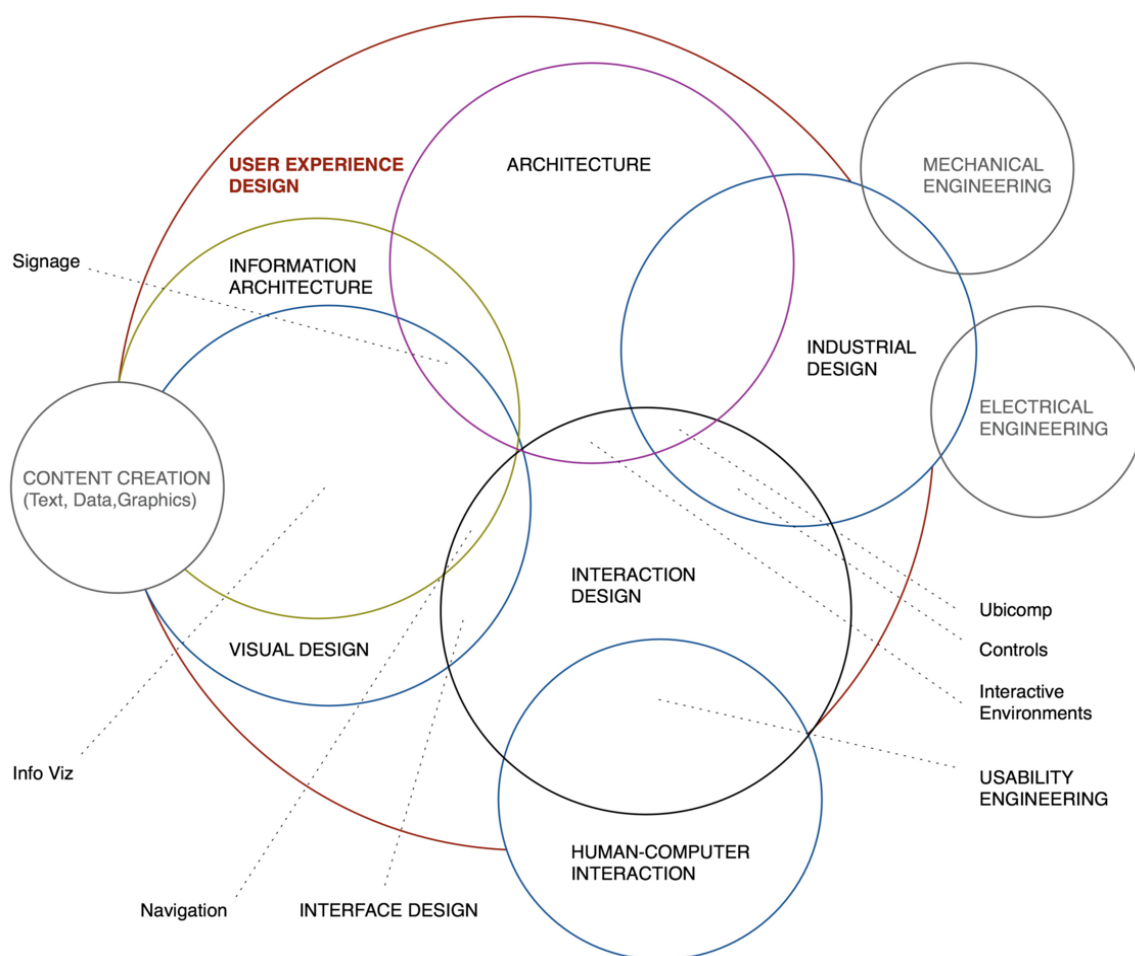 USER EXPERIENCE
DESIGN
ARCHITECTURE
MECHANICAL
ENGINEERING
Signage
INFORMATION
ARCHITECTURE
INDUSTRIAL
DESIGN
ELECTRICAL
ENGINEERING
CONTENT CREATION
(Text, Data,Graphics)
INTERACTION
DESIGN
Ubicomp
VISUAL DESIGN
Controls
Interactive
Environments
Info Viz
USABILITY
ENGINEERING
HUMAN-COMPUTER
INTERACTION
Navigation
INTERFACE DESIGN